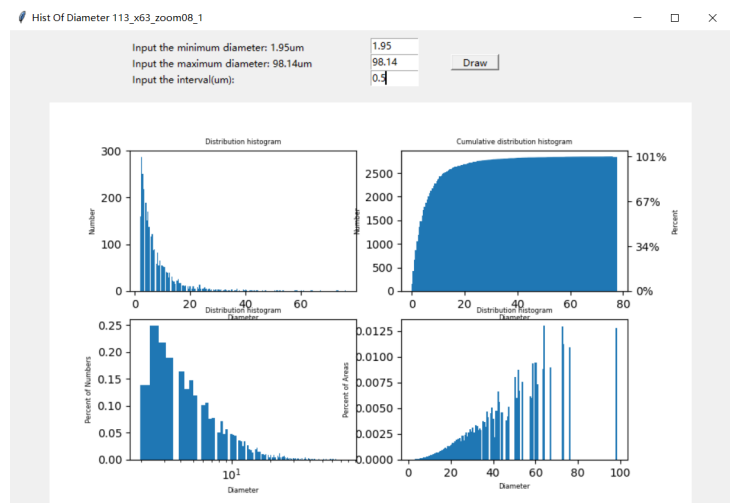 Hist Of Diameter 113_x63_zoom08_1
Input the minimum diameter: 1.95um
1.95
Input the maximum diameter: 98.14um
98.14
Draw
Input the interval(um):
0.5
Distribution histogram
Number
300
200
100
0
0 20 40 60
Diameter
Cumulative distribution histogram
Number
2500
2000
1500
1000
500
0
101%
67%
34%
0%
Percent
0 20 40 60 80
Diameter
Distribution histogram
Percent of Numbers
0.25
0.20
0.15
0.10
0.05
0.00
10¹
Diameter
Distribution histogram
Percent of Areas
0.0125
0.0100
0.0075
0.0050
0.0025
0.0000
0 20 40 60 80 100
Diameter